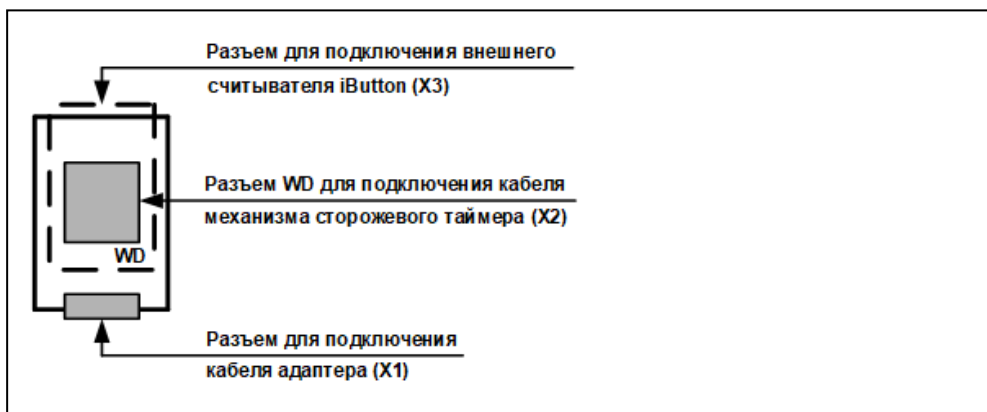 Разъем для подключения внешнего
считывателя iButton (X3)
Разъем WD для подключения кабеля
механизма сторожевого таймера (X2)
WD
Разъем для подключения
кабеля адаптера (X1)